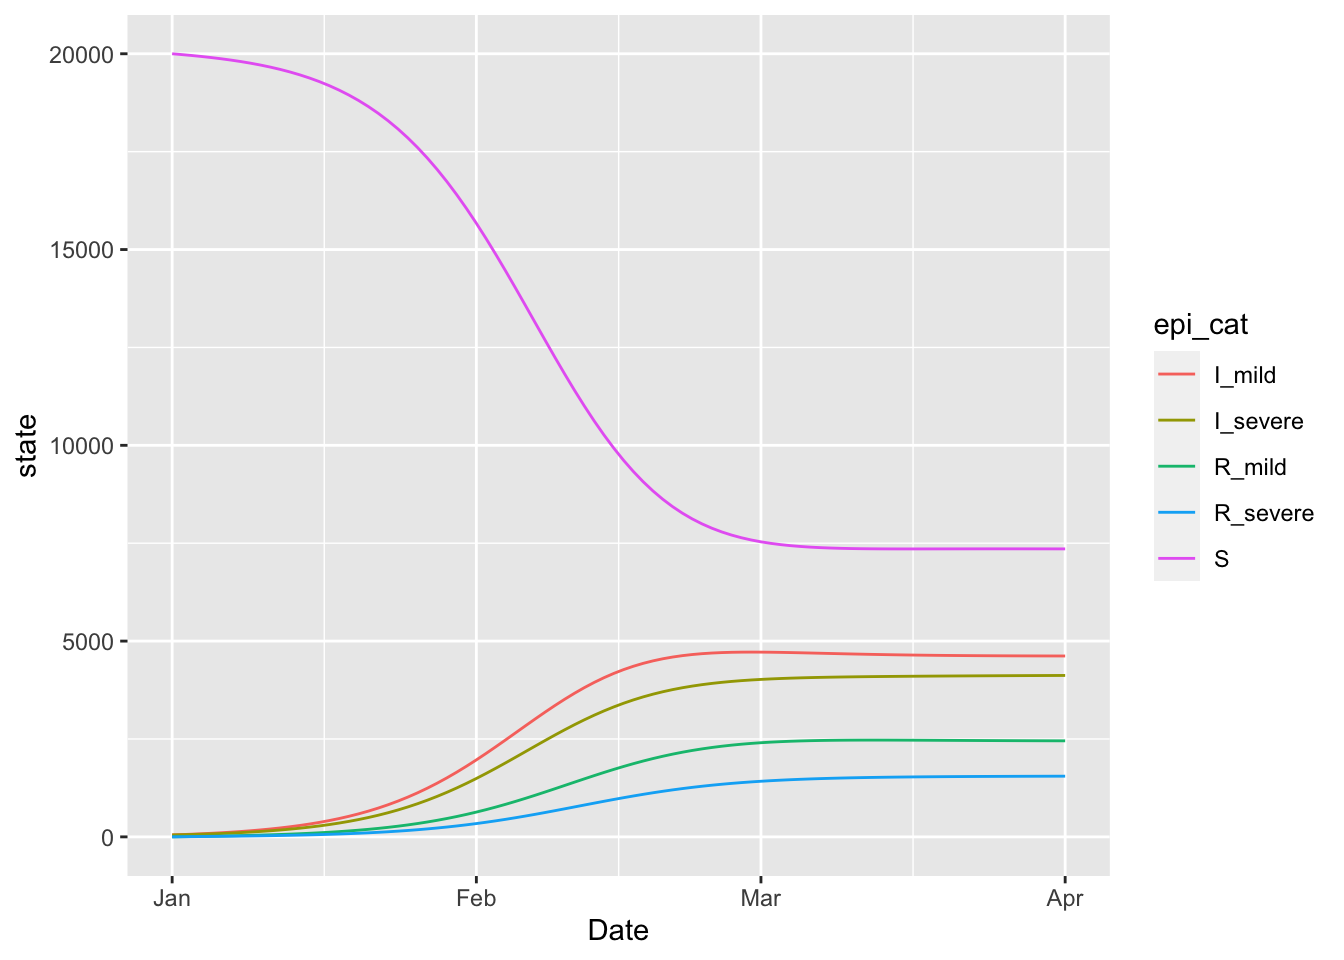 20000
15000
10000
5000
0
state
Jan Feb Mar Apr
Date
epi_cat
I_mild
I_severe
R_mild
R_severe
S